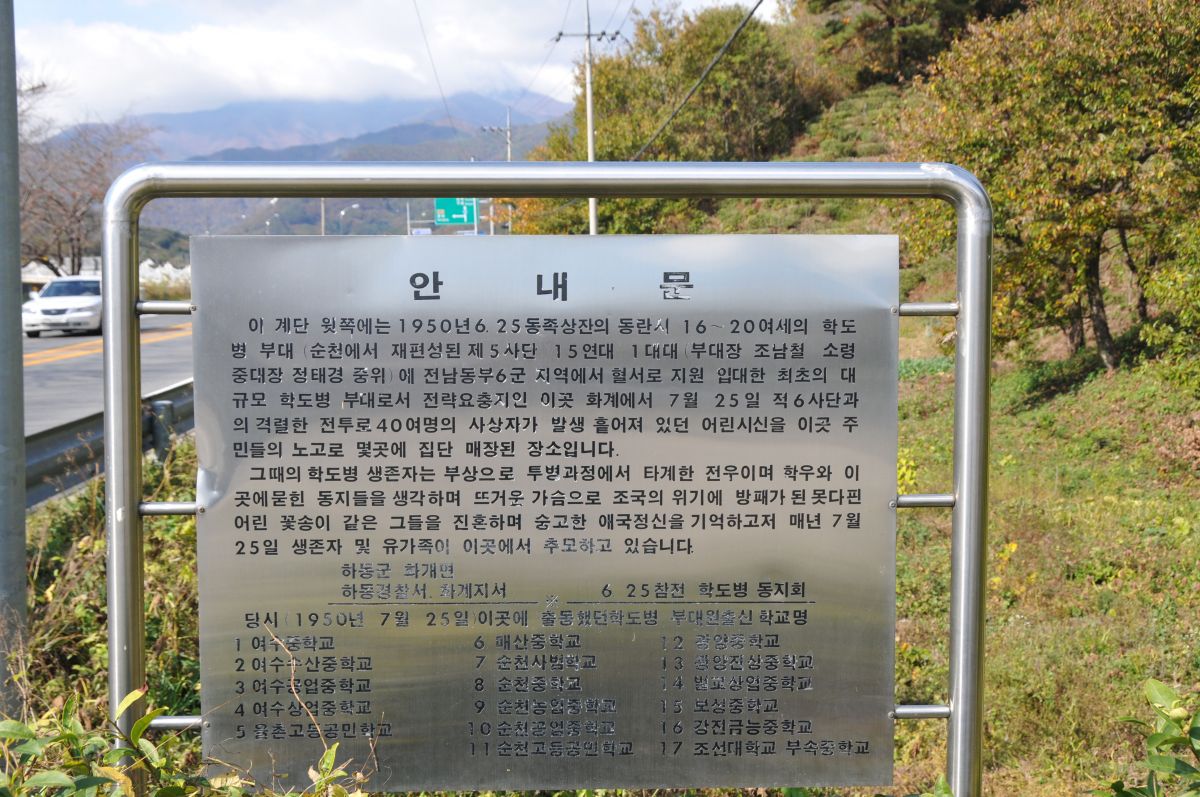 안 내 문
이 계단 윗쪽에는 1950년 6.25동족상잔의 동란시 16~20여세의 학도
병 부대 (순천에서 재편성된 제5사단 15연대 1대대 (부대장 조남철 소령
중대장 정태경 중위)에 전남동부6군 지역에서 혈서로 지원 입대한 최초의 대
규모 학도병 부대로서 전략요충지인 이곳 화계에서 7월 25일 적6사단과
의 격렬한 전투로 40여명의 사상자가 발생 흩어져 있던 어린시신을 이곳 주
민들의 노고로 몇곳에 집단 매장된 장소입니다.
그때의 학도병 생존자는 부상으로 투병과정에서 타계한 전우이며 학우와 이
곳에묻힌 동지들을 생각하며 뜨거운 가슴으로 조국의 위기에 방패가 된 못다핀
어린 꽃송이 같은 그들을 진혼하며 숭고한 애국정신을 기억하고저 매년 7월
25일 생존자 및 유가족이 이곳에서 추모하고 있습니다.
하동군 화개면
하동경찰서. 화계지서 6.25참전 학도병 동지회
※
당시 (1950년 7월 25일)이곳에 출동했던학도병 부대원출신 학교명
1 여수중학교 6 매산중학교 12 광양중학교
2 여수수산중학교 7 순천사범학교 13 광양진상중학교
3 여수공업중학교 8 순천중학교 14 벌교상업중학교
4 여수상업중학교 9 순천농업중학교 15 보성중학교
5 율촌고등공민학교 10 순천공업중학교 16 강진금능중학교
11 순천고등공민학교 17 조선대학교 부속중학교